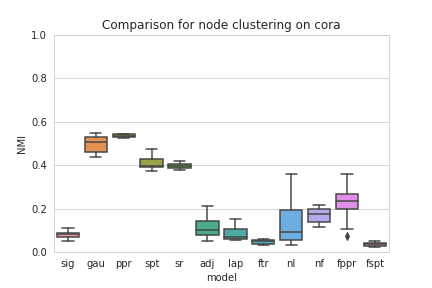 Comparison for node clustering on cora
1.0
0.8
0.6
0.4
0.2
0.0
NMI
sig gau ppr spt sr adj lap ftr nl nf fppr fspt
model